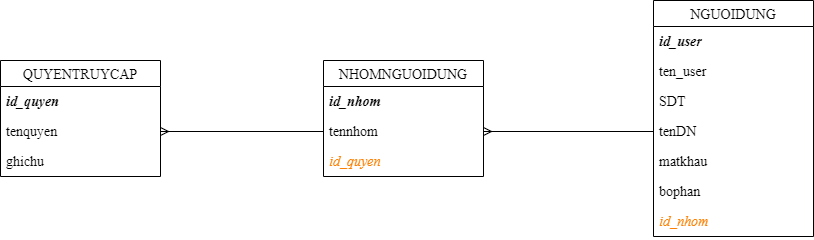 QUYENTRUYCAP
id_quyen
tenquyen
ghichu
NHOMNGUOIDUNG
id_nhom
tennhom
id_quyen
NGUOIDUNG
id_user
ten_user
SDT
tenDN
matkhau
bophan
id_nhom